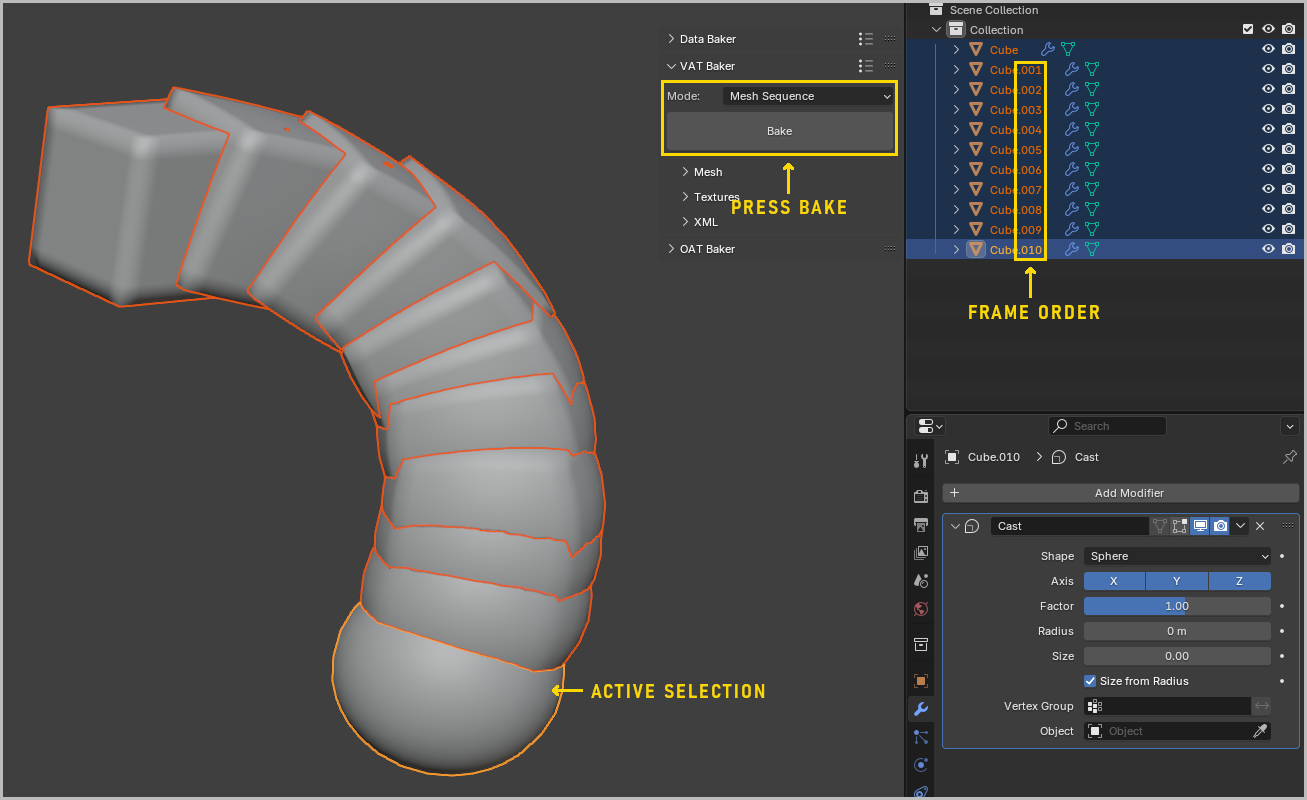 Data Baker
VAT Baker
Mode: Mesh Sequence
Bake
Mesh
Textures
PRESS BAKE
XML
OAT Baker
ACTIVE SELECTION
Scene Collection
Collection
Cube
Cube.001
Cube.002
Cube.003
Cube.004
Cube.005
Cube.006
Cube.007
Cube.008
Cube.009
Cube.010
FRAME ORDER
Search
Cube.010 Cast
Add Modifier
Cast
Shape Sphere
Axis X Y Z
Factor 1.00
Radius 0 m
Size 0.00
Size from Radius
Vertex Group
Object Object